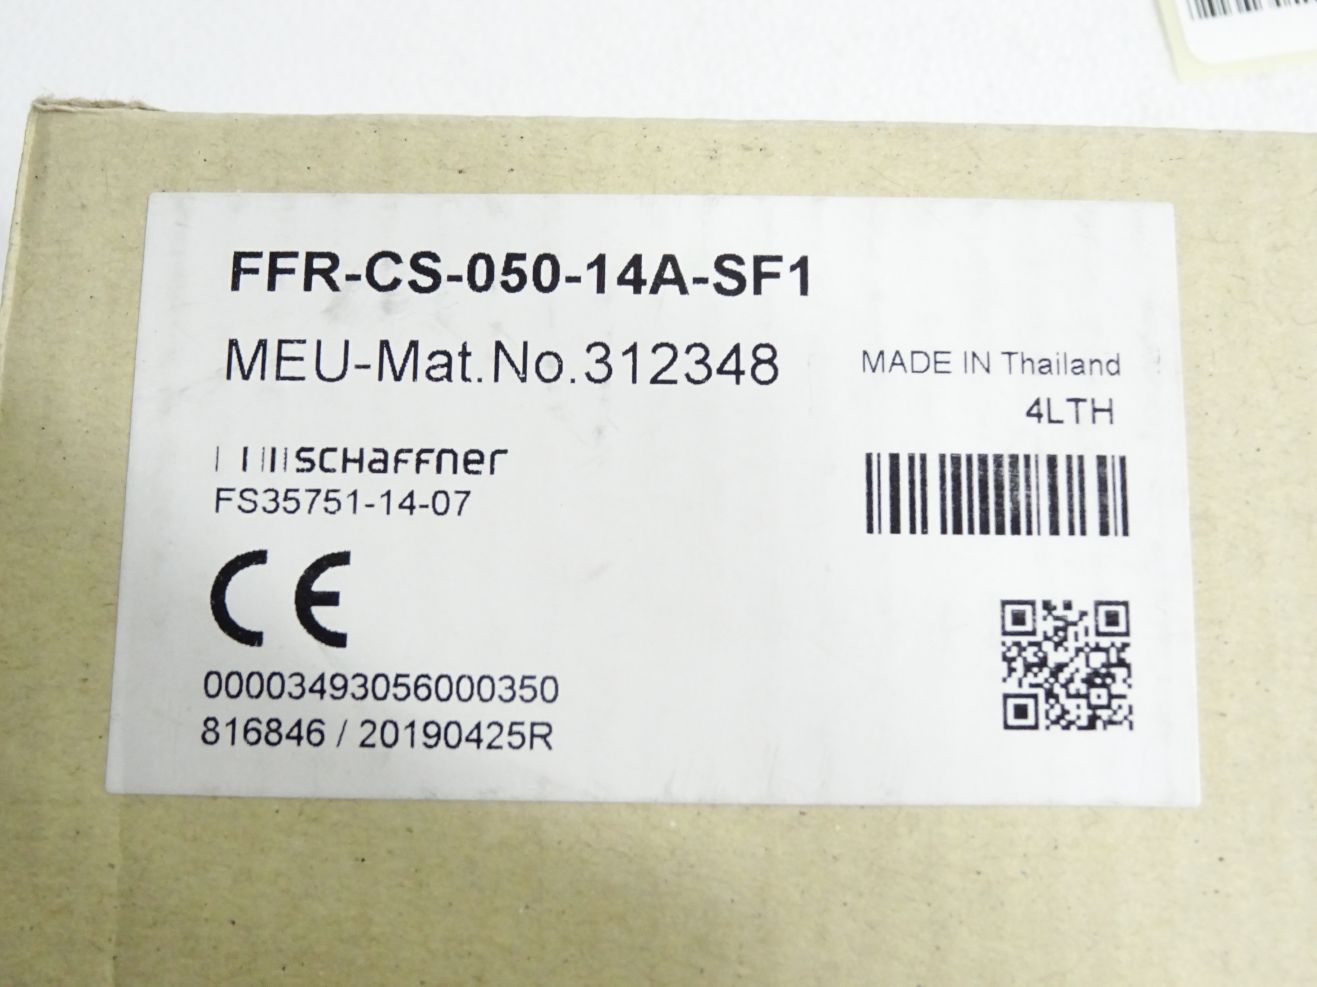 FFR-CS-050-14A-SF1
MEU-Mat.No.312348
MADE IN Thailand
4LTH
SCHaFFner
FS35751-14-07
CE
00003493056000350
816846 / 20190425R